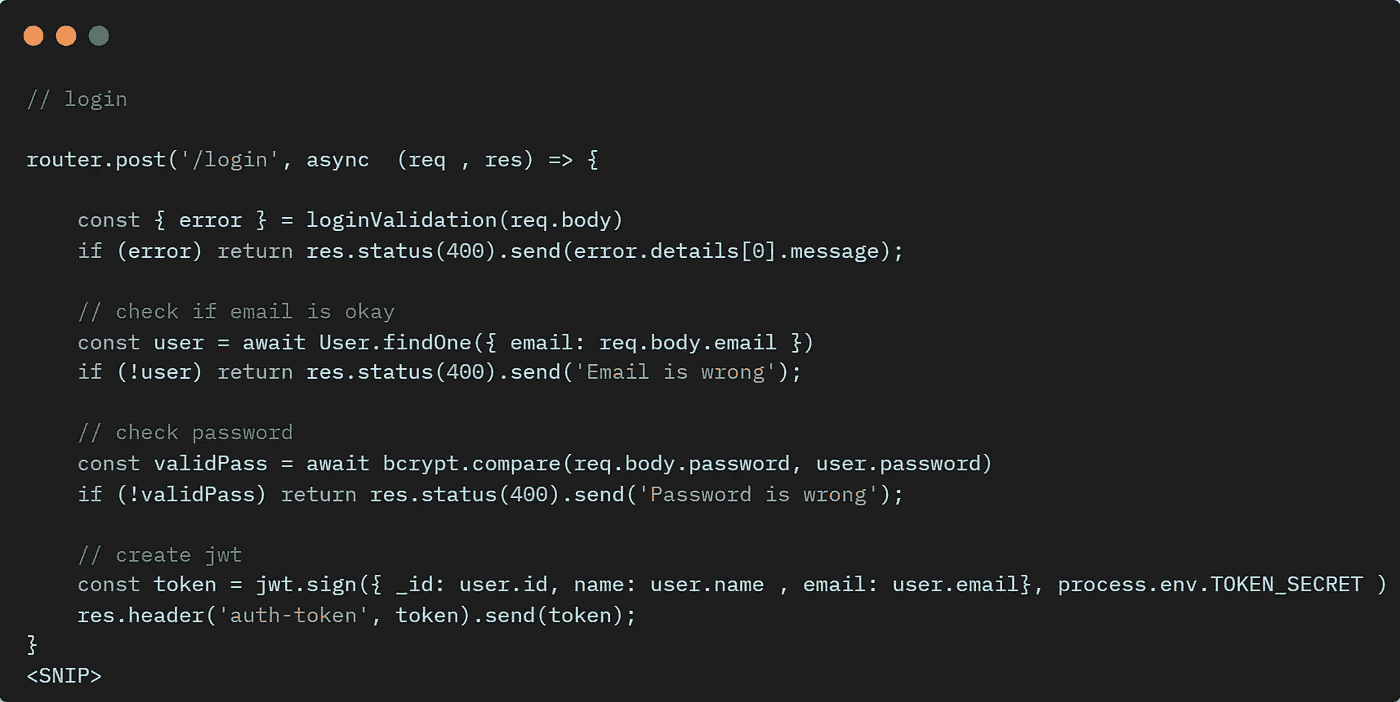 // login
router.post('/login', async  (req , res) => {
    const { error } = loginValidation(req.body)
    if (error) return res.status(400).send(error.details[0].message);
    // check if email is okay
    const user = await User.findOne({ email: req.body.email })
    if (!user) return res.status(400).send('Email is wrong');
    // check password
    const validPass = await bcrypt.compare(req.body.password, user.password)
    if (!validPass) return res.status(400).send('Password is wrong');
    // create jwt
    const token = jwt.sign({ _id: user.id, name: user.name , email: user.email}, process.env.TOKEN_SECRET )
    res.header('auth-token', token).send(token);
}
<SNIP>